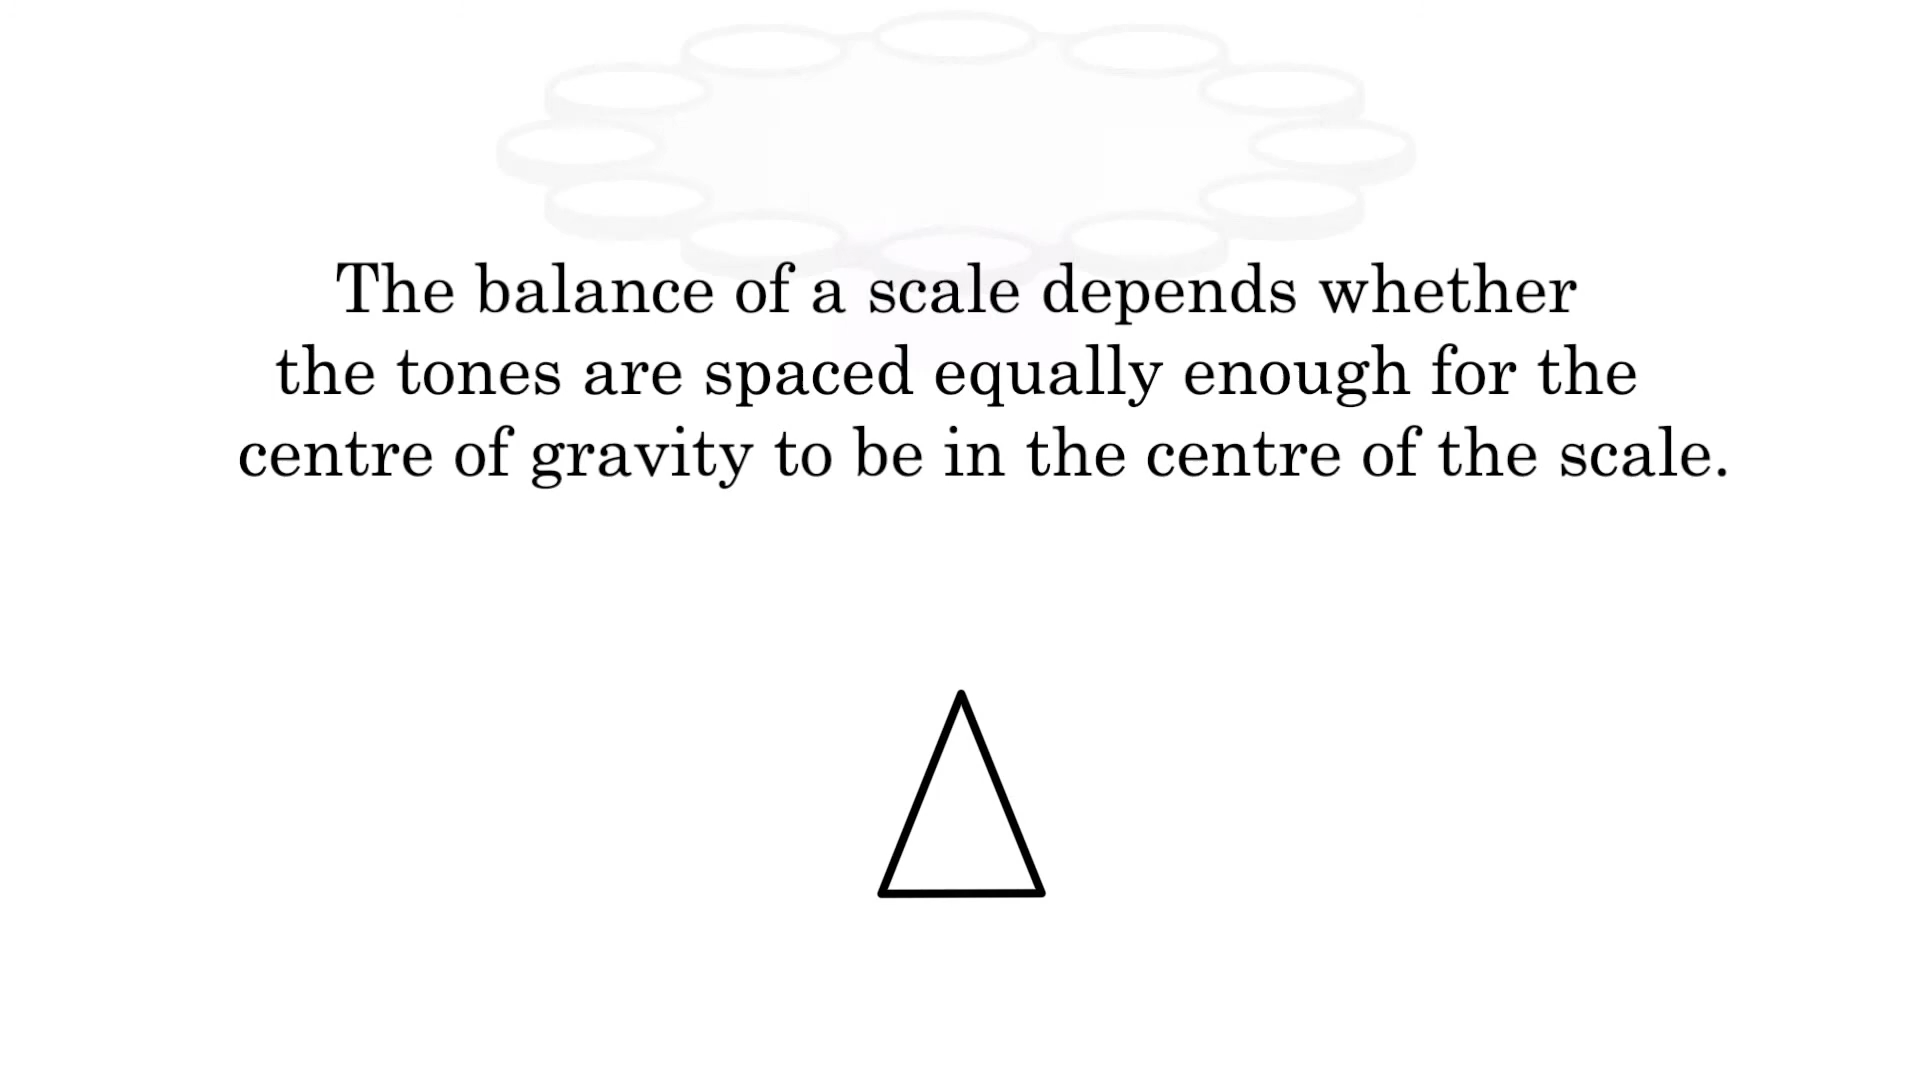 The balance of a scale depends whether
the tones are spaced equally enough for the
centre of gravity to be in the centre of the scale.